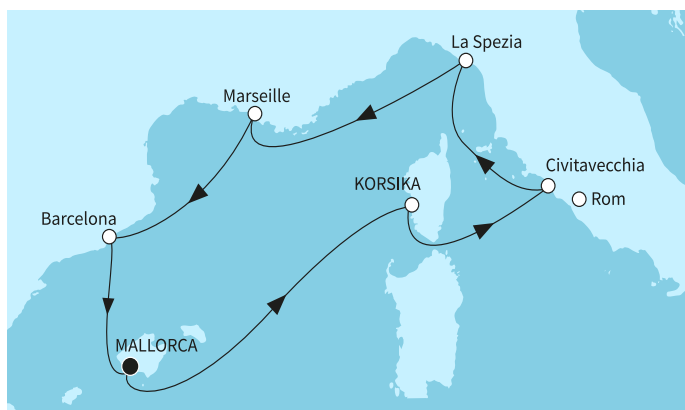 La Spezia
Marseille
Civitavecchia
KORSIKA
Rom
Barcelona
MALLORCA